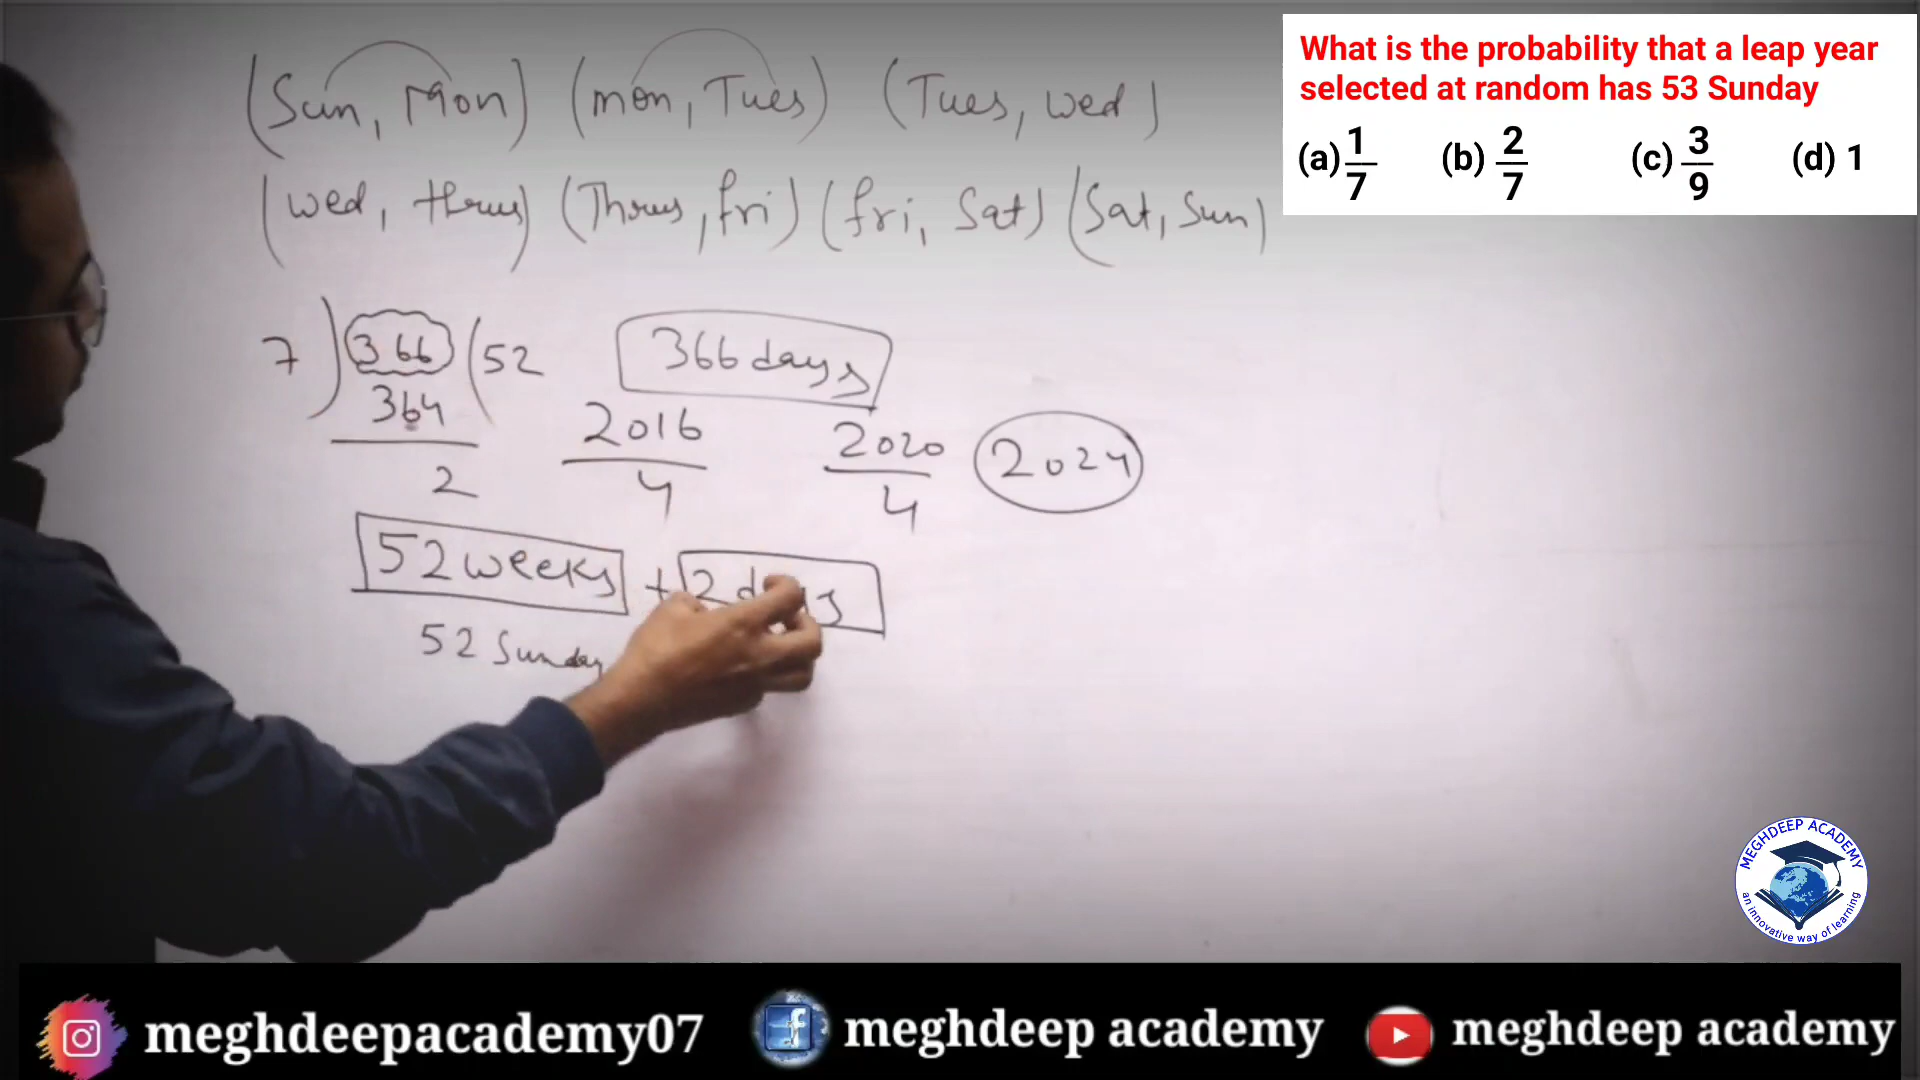 What is the probability that a leap year
selected at random has 53 Sunday
(a) 1/7 (b) 2/7 (c) 3/9 (d) 1
(Sun, Mon) (mon, Tues) (Tues, wed)
(wed, thrus) (Thrus, fri) (fri, Sat) (Sat, Sun)
7) 366 (52
364
2
366 days
2016/4 2020/4 2024
52 weeks + 2 days
52 Sunday
MEGHDEEP ACADEMY
an innovative way of learning
meghdeepacademy07 meghdeep academy meghdeep academy